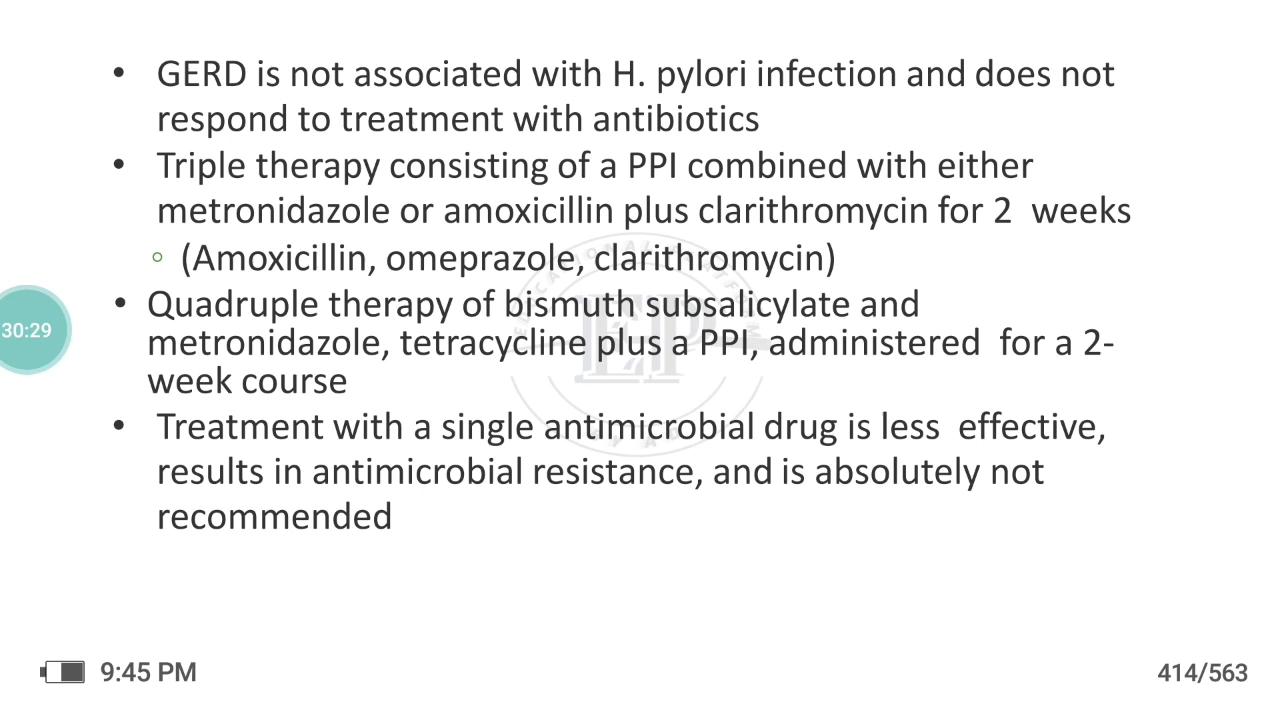 • GERD is not associated with H. pylori infection and does not
respond to treatment with antibiotics
• Triple therapy consisting of a PPI combined with either
metronidazole or amoxicillin plus clarithromycin for 2 weeks
◦ (Amoxicillin, omeprazole, clarithromycin)
• Quadruple therapy of bismuth subsalicylate and
30:29
metronidazole, tetracycline plus a PPI, administered for a 2-
week course
• Treatment with a single antimicrobial drug is less effective,
results in antimicrobial resistance, and is absolutely not
recommended
9:45 PM
414/563